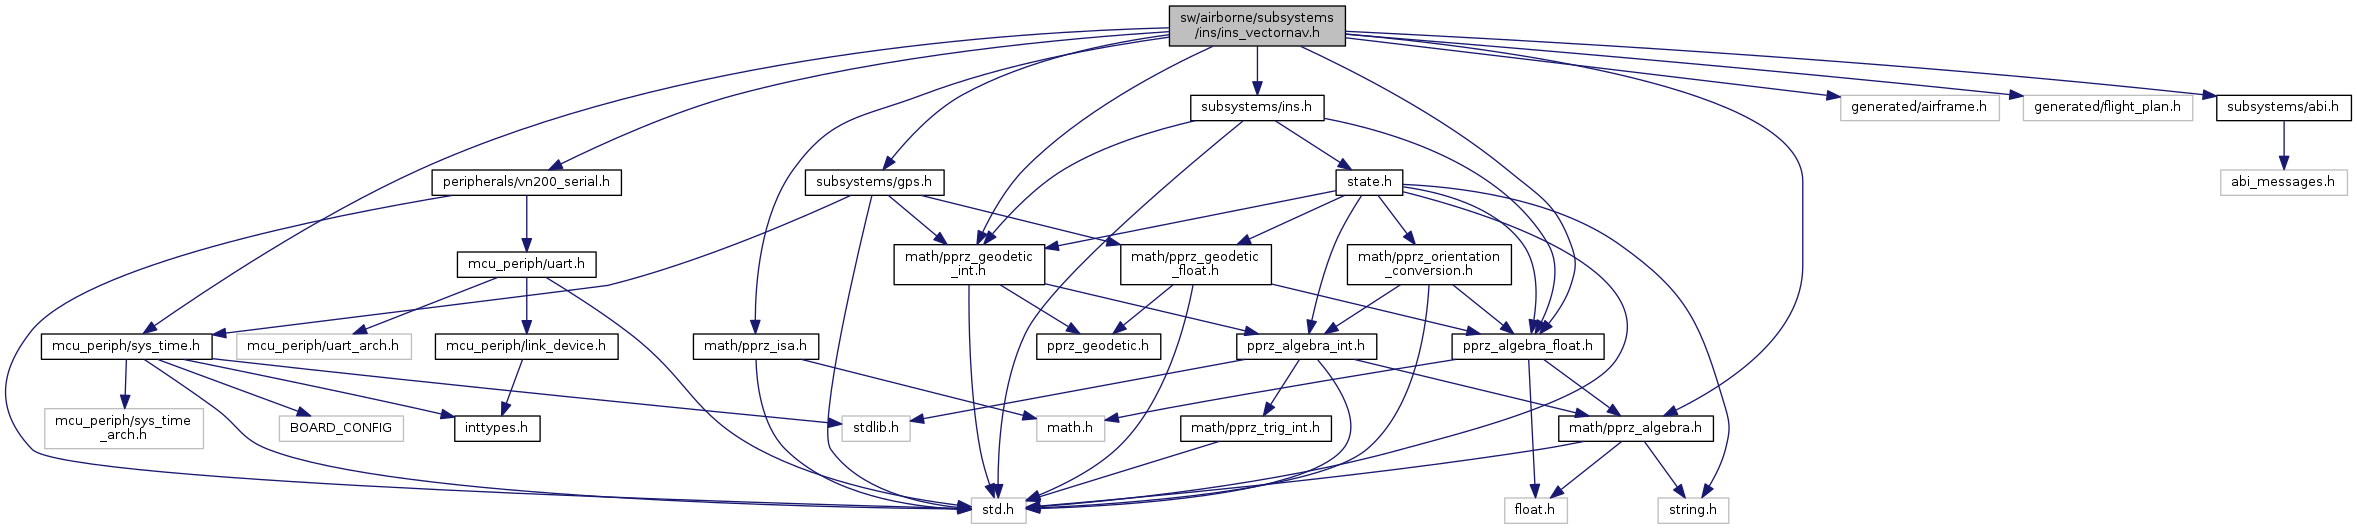 sw/airborne/subsystems
/ins/ins_vectornav.h
subsystems/ins.h
generated/airframe.h
generated/flight_plan.h
subsystems/abi.h
peripherals/vn200_serial.h
subsystems/gps.h
state.h
abi_messages.h
mcu_periph/uart.h
math/pprz_geodetic
_int.h
math/pprz_geodetic
_float.h
math/pprz_orientation
_conversion.h
mcu_periph/sys_time.h
mcu_periph/uart_arch.h
mcu_periph/link_device.h
math/pprz_isa.h
pprz_geodetic.h
pprz_algebra_int.h
pprz_algebra_float.h
mcu_periph/sys_time
_arch.h
BOARD_CONFIG
inttypes.h
stdlib.h
math.h
math/pprz_trig_int.h
math/pprz_algebra.h
std.h
float.h
string.h